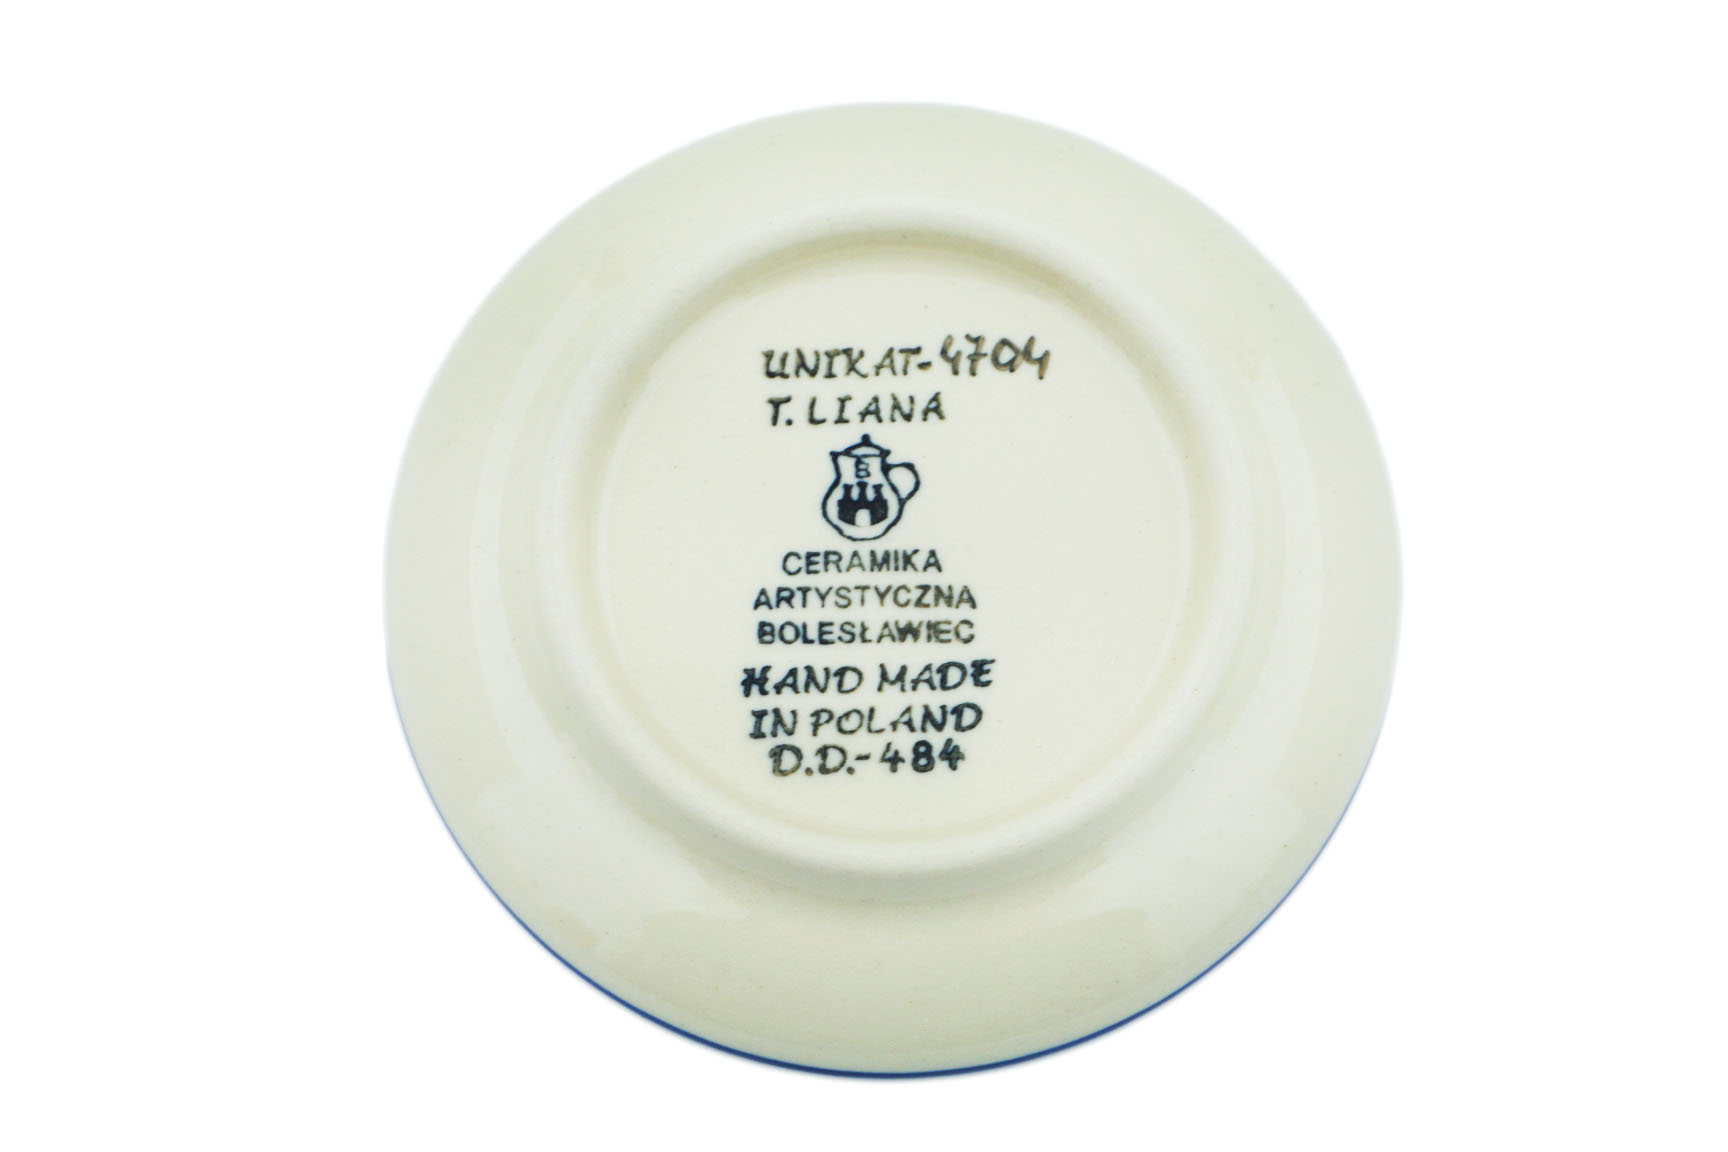 UNIKAT-4704
T. LIANA
B
CERAMIKA
ARTYSTYCZNA
BOLESŁAWIEC
HAND MADE
IN POLAND
D.D.-484